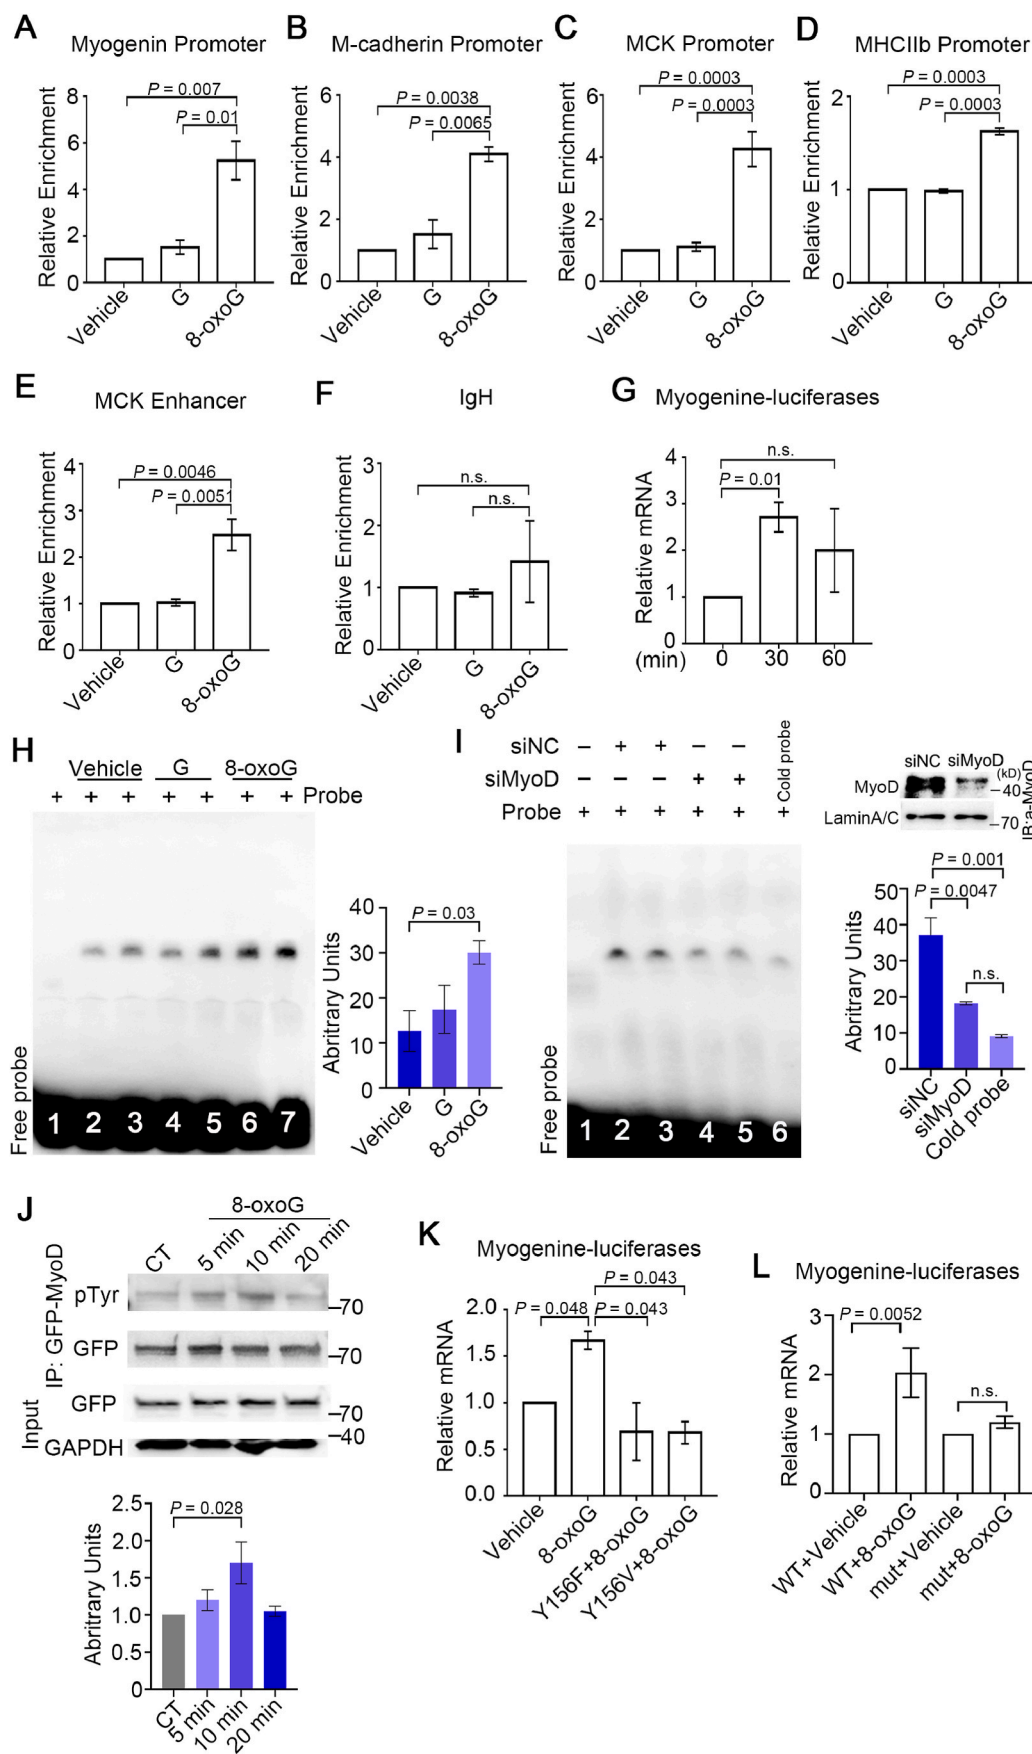 A
Myogenin Promoter
P = 0.007
P = 0.01
Relative Enrichment
8
6
4
2
0
Vehicle
G
8-oxoG
B
M-cadherin Promoter
P = 0.0038
P = 0.0065
Relative Enrichment
6
4
2
0
Vehicle
G
8-oxoG
C
MCK Promoter
P = 0.0003
P = 0.0003
Relative Enrichment
6
4
2
0
Vehicle
G
8-oxoG
D
MHCIIb Promoter
P = 0.0003
P = 0.0003
Relative Enrichment
2
1
0
Vehicle
G
8-oxoG
E
MCK Enhancer
P = 0.0046
P = 0.0051
Relative Enrichment
4
3
2
1
0
Vehicle
G
8-oxoG
F
IgH
n.s.
n.s.
Relative Enrichment
3
2
1
0
Vehicle
G
8-oxoG
G
Myogenine-luciferases
n.s.
P = 0.01
Relative mRNA
4
3
2
1
0
(min) 0 30 60
H
Vehicle G 8-oxoG
+ + + + + + + Probe
Free probe
1 2 3 4 5 6 7
Abritrary Units
40
30
20
10
0
P = 0.03
Vehicle
G
8-oxoG
I
siNC – + + – –
siMyoD – – – + +
Cold probe
Probe + + + + + +
Free probe
1 2 3 4 5 6
siNC siMyoD
(kD)
MyoD –40
LaminA/C –70
IB:a-MyoD
P = 0.001
P = 0.0047
n.s.
Abritrary Units
50
40
30
20
10
0
siNC
siMyoD
Cold probe
J
8-oxoG
CT
5 min
10 min
20 min
IP: GFP-MyoD
pTyr –70
GFP –70
Input
GFP –70
–40
GAPDH
Abritrary Units
2.5
2.0
1.5
1.0
0.5
0
P = 0.028
CT
5 min
10 min
20 min
K
Myogenine-luciferases
P = 0.043
P = 0.048 P = 0.043
Relative mRNA
2.0
1.5
1.0
0.5
0.0
Vehicle
8-oxoG
Y156F+8-oxoG
Y156V+8-oxoG
L
Myogenine-luciferases
P = 0.0052
n.s.
Relative mRNA
3
2
1
0
WT+Vehicle
WT+8-oxoG
mut+Vehicle
mut+8-oxoG